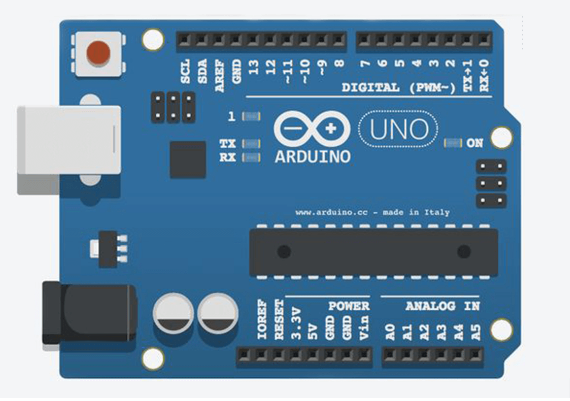 SCL
SDA
AREF
GND
13
12
~11
~10
~9
8
7
6
5
4
3
2
TX→1
RX←0
DIGITAL (PWM~)
1
TX
RX
ARDUINO
UNO
ON
www.arduino.cc - made in Italy
IOREF
RESET
3.3V
5V
GND
GND
Vin
POWER
ANALOG IN
A0
A1
A2
A3
A4
A5